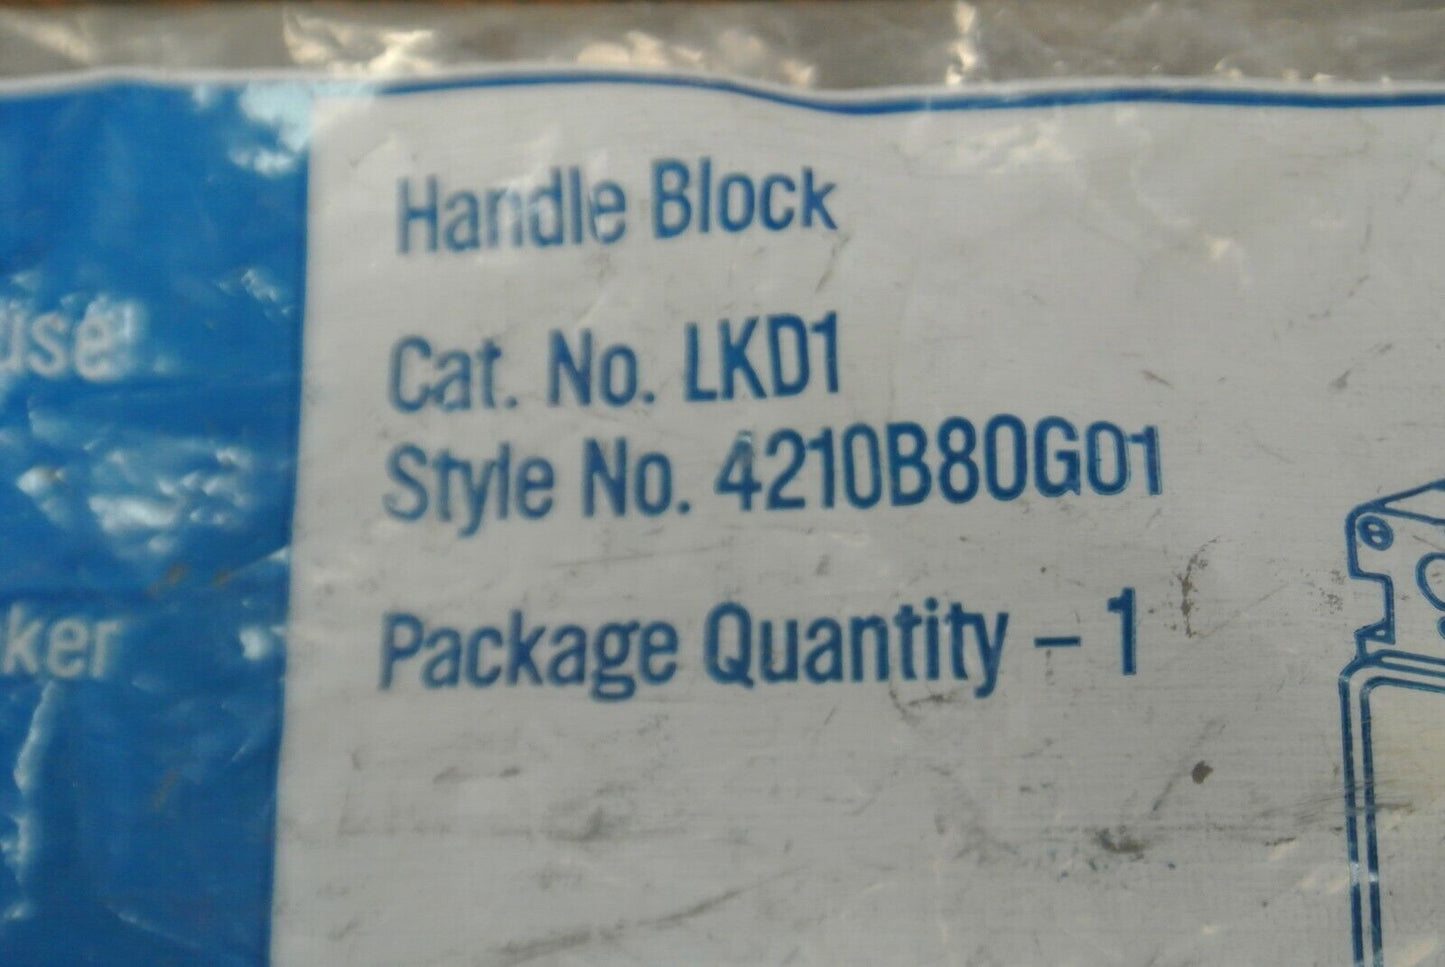 Handle Block
Cat. No. LKD1
Style No. 4210B80G01
Package Quantity – 1
use
ker